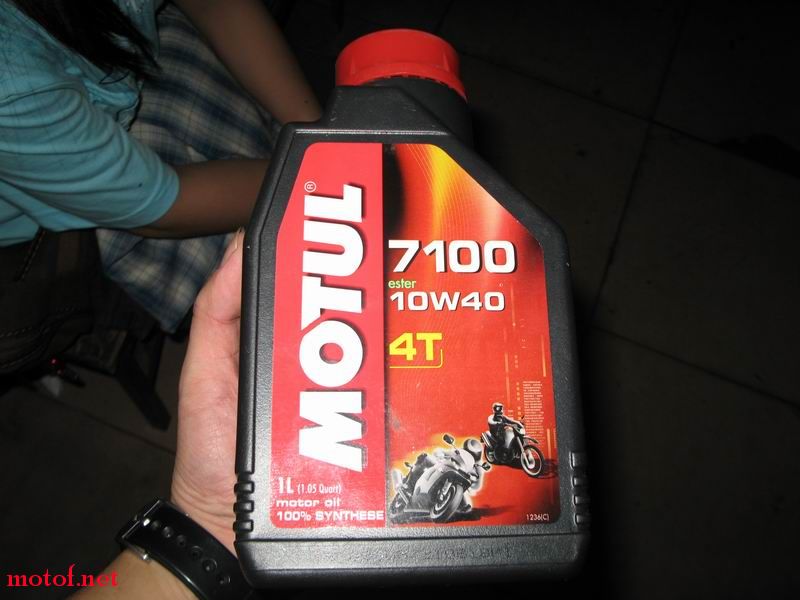 MOTUL®
7100
ester
10W40
4T
1L (1.05 Quart)
motor oil
100% SYNTHESE
1236(C)
motof.net